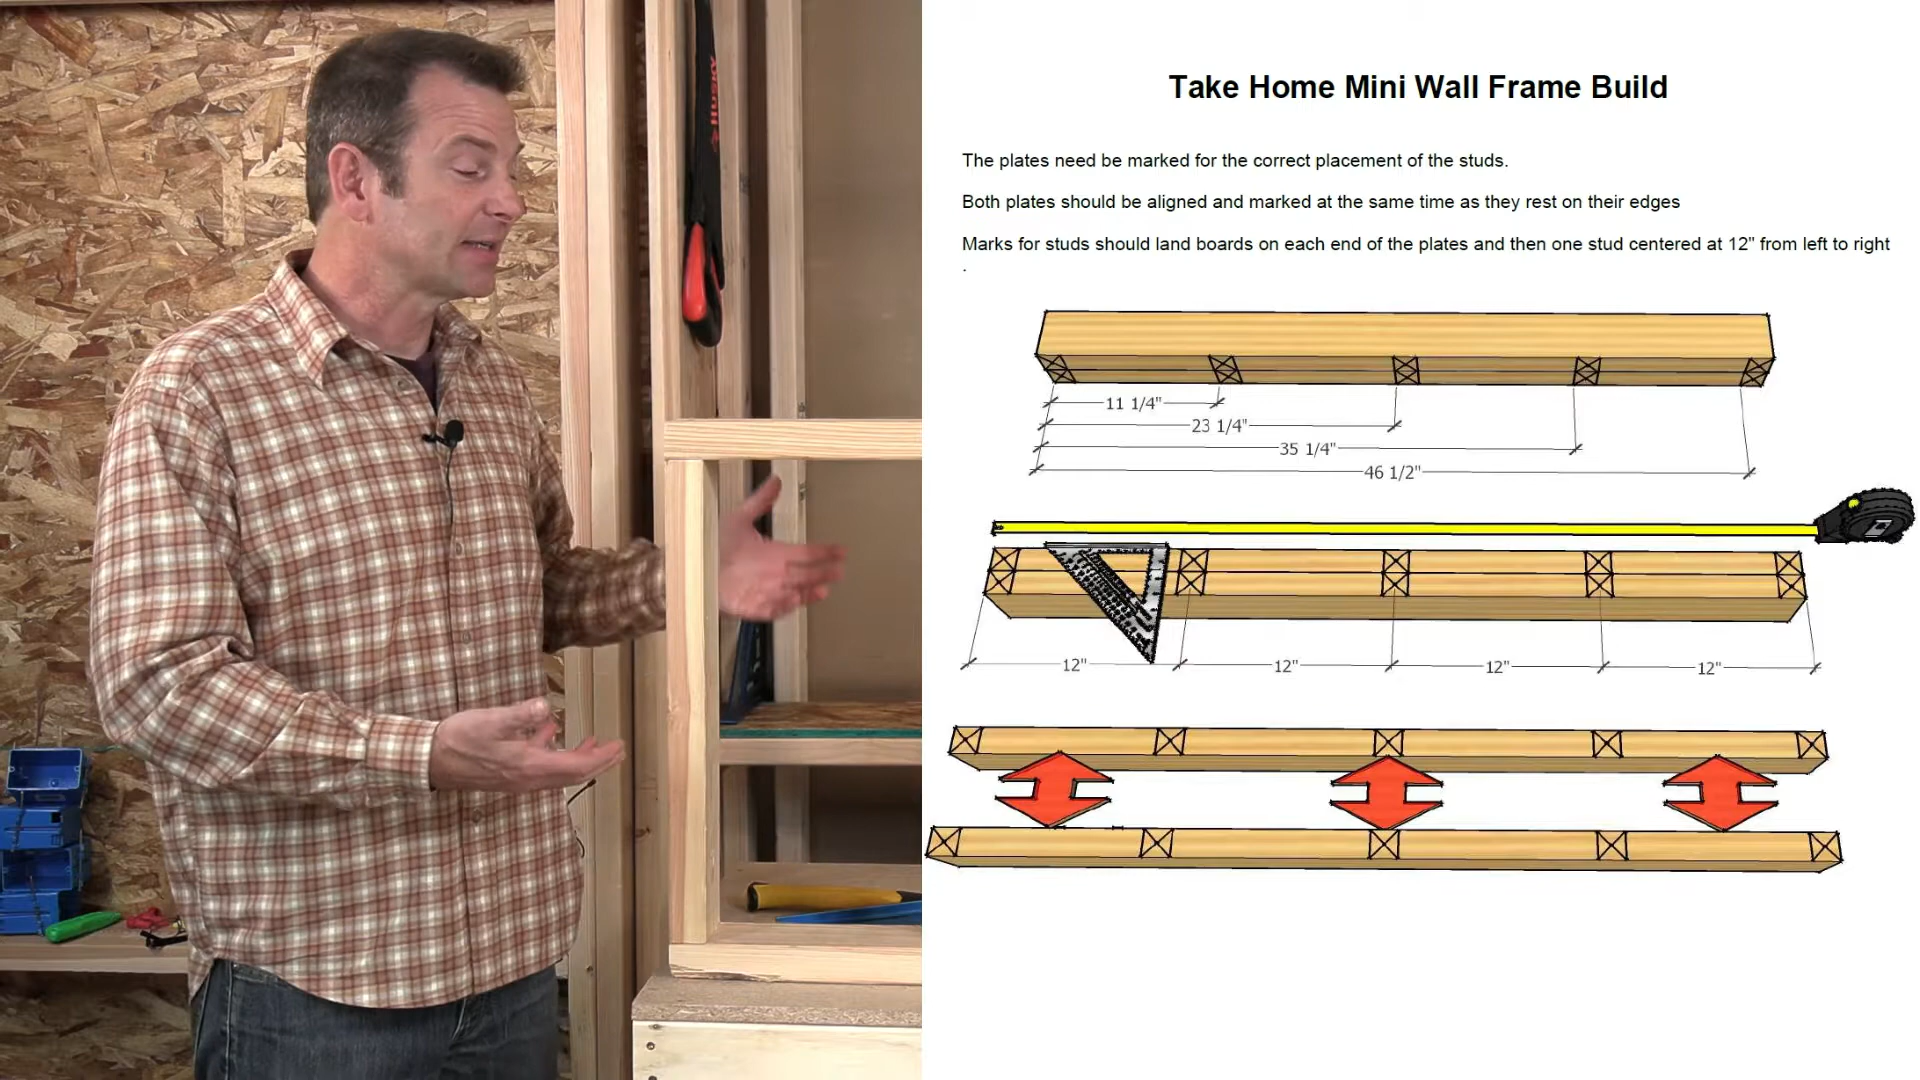 Take Home Mini Wall Frame Build
The plates need be marked for the correct placement of the studs.
Both plates should be aligned and marked at the same time as they rest on their edges
Marks for studs should land boards on each end of the plates and then one stud centered at 12" from left to right
.
11 1/4"
23 1/4"
35 1/4"
46 1/2"
12" 12" 12" 12"